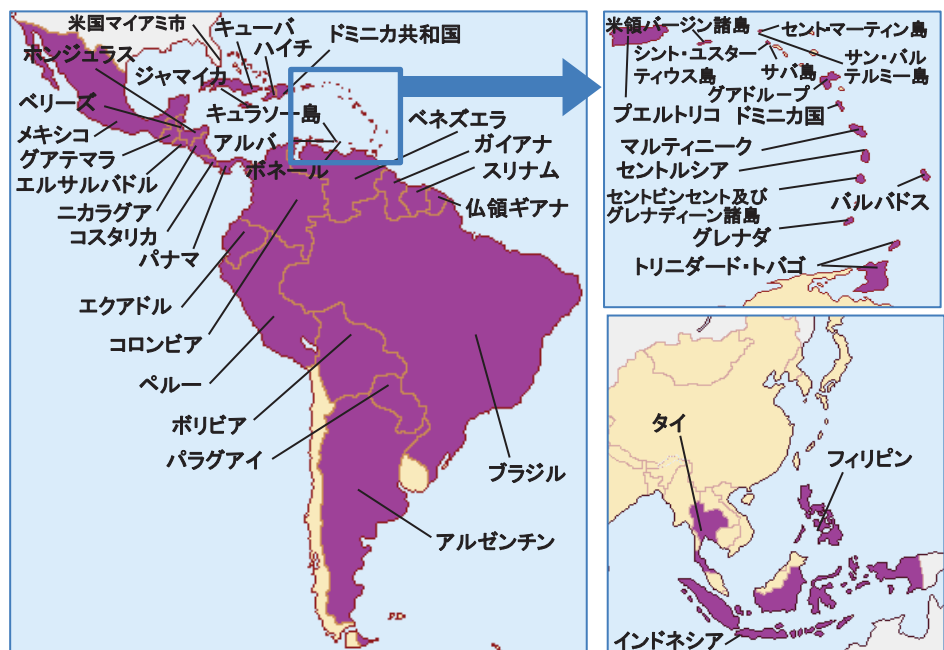 米国マイアミ市
キューバ
ハイチ
ドミニカ共和国
ホンジュラス
ジャマイカ
ベリーズ
キュラソー島
メキシコ
アルバ
ベネズエラ
グアテマラ
ボネール
ガイアナ
エルサルバドル
スリナム
ニカラグア
仏領ギアナ
コスタリカ
パナマ
エクアドル
コロンビア
ペルー
ボリビア
パラグアイ
ブラジル
アルゼンチン
米領バージン諸島
セントマーティン島
シント・ユスター
ティウス島
サバ島
サン・バル
テルミー島
グアドループ
プエルトリコ
ドミニカ国
マルティニーク
セントルシア
セントビンセント及び
グレナディーン諸島
バルバドス
グレナダ
トリニダード・トバゴ
タイ
フィリピン
インドネシア